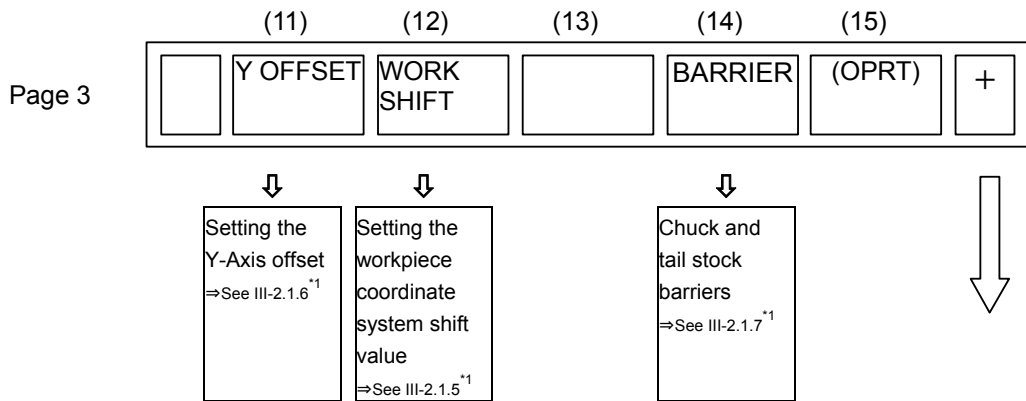 (11) (12) (13) (14) (15)
Page 3
Y OFFSET
WORK
SHIFT
BARRIER
(OPRT)
+
Setting the
Y-Axis offset
⇒See III-2.1.6*1
Setting the
workpiece
coordinate
system shift
value
⇒See III-2.1.5*1
Chuck and
tail stock
barriers
⇒See III-2.1.7*1